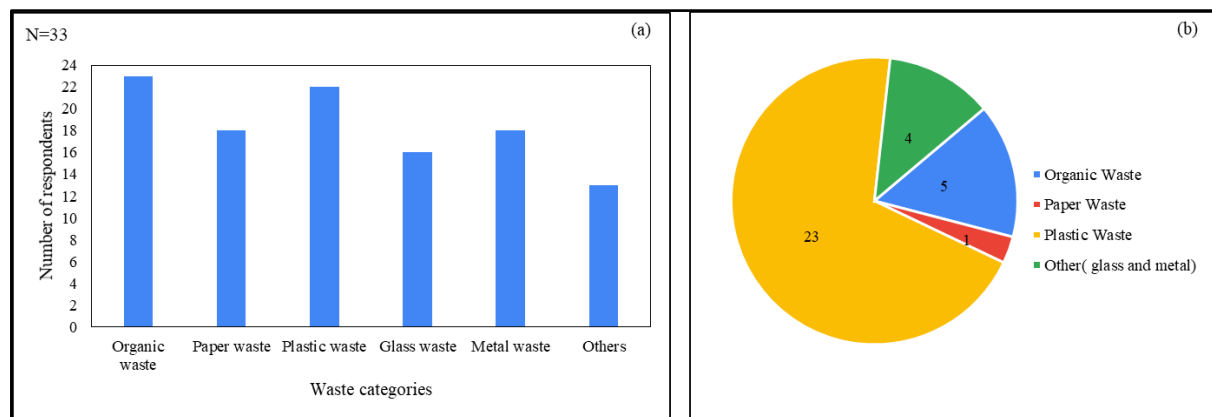 N=33
(a)
Number of respondents
24
22
20
18
16
14
12
10
8
6
4
2
0
Organic
waste
Paper waste
Plastic waste
Glass waste
Metal waste
Others
Waste categories
(b)
4
5
1
23
Organic Waste
Paper Waste
Plastic Waste
Other( glass and metal)